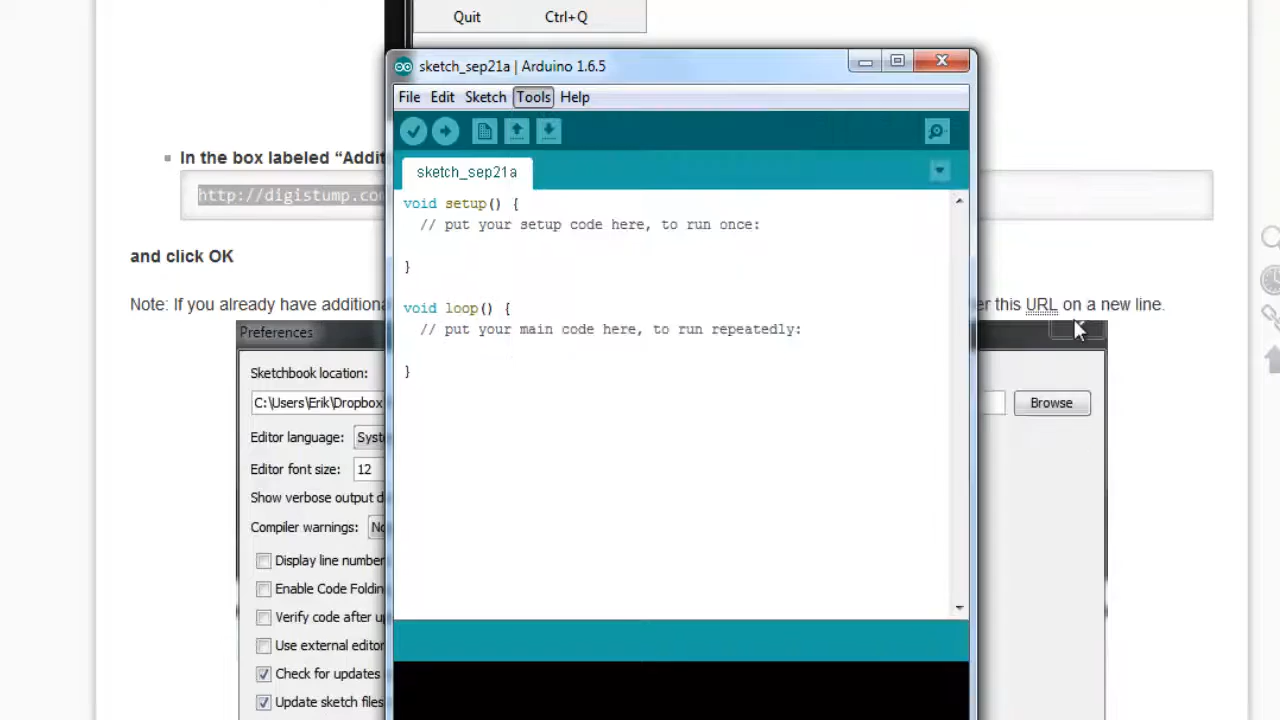 Quit Ctrl+Q
sketch_sep21a | Arduino 1.6.5
File Edit Sketch Tools Help
In the box labeled “Addit
sketch_sep21a
http://digistump.co
void setup() {
// put your setup code here, to run once:
and click OK
}
Note: If you already have additiona
er this URL on a new line.
void loop() {
// put your main code here, to run repeatedly:
}
Preferences
Sketchbook location:
C:\Users\Erik\Dropbox
Browse
Editor language: Syst
Editor font size: 12
Show verbose output d
Compiler warnings: No
Display line number
Enable Code Foldin
Verify code after up
Use external editor
Check for updates
Update sketch files